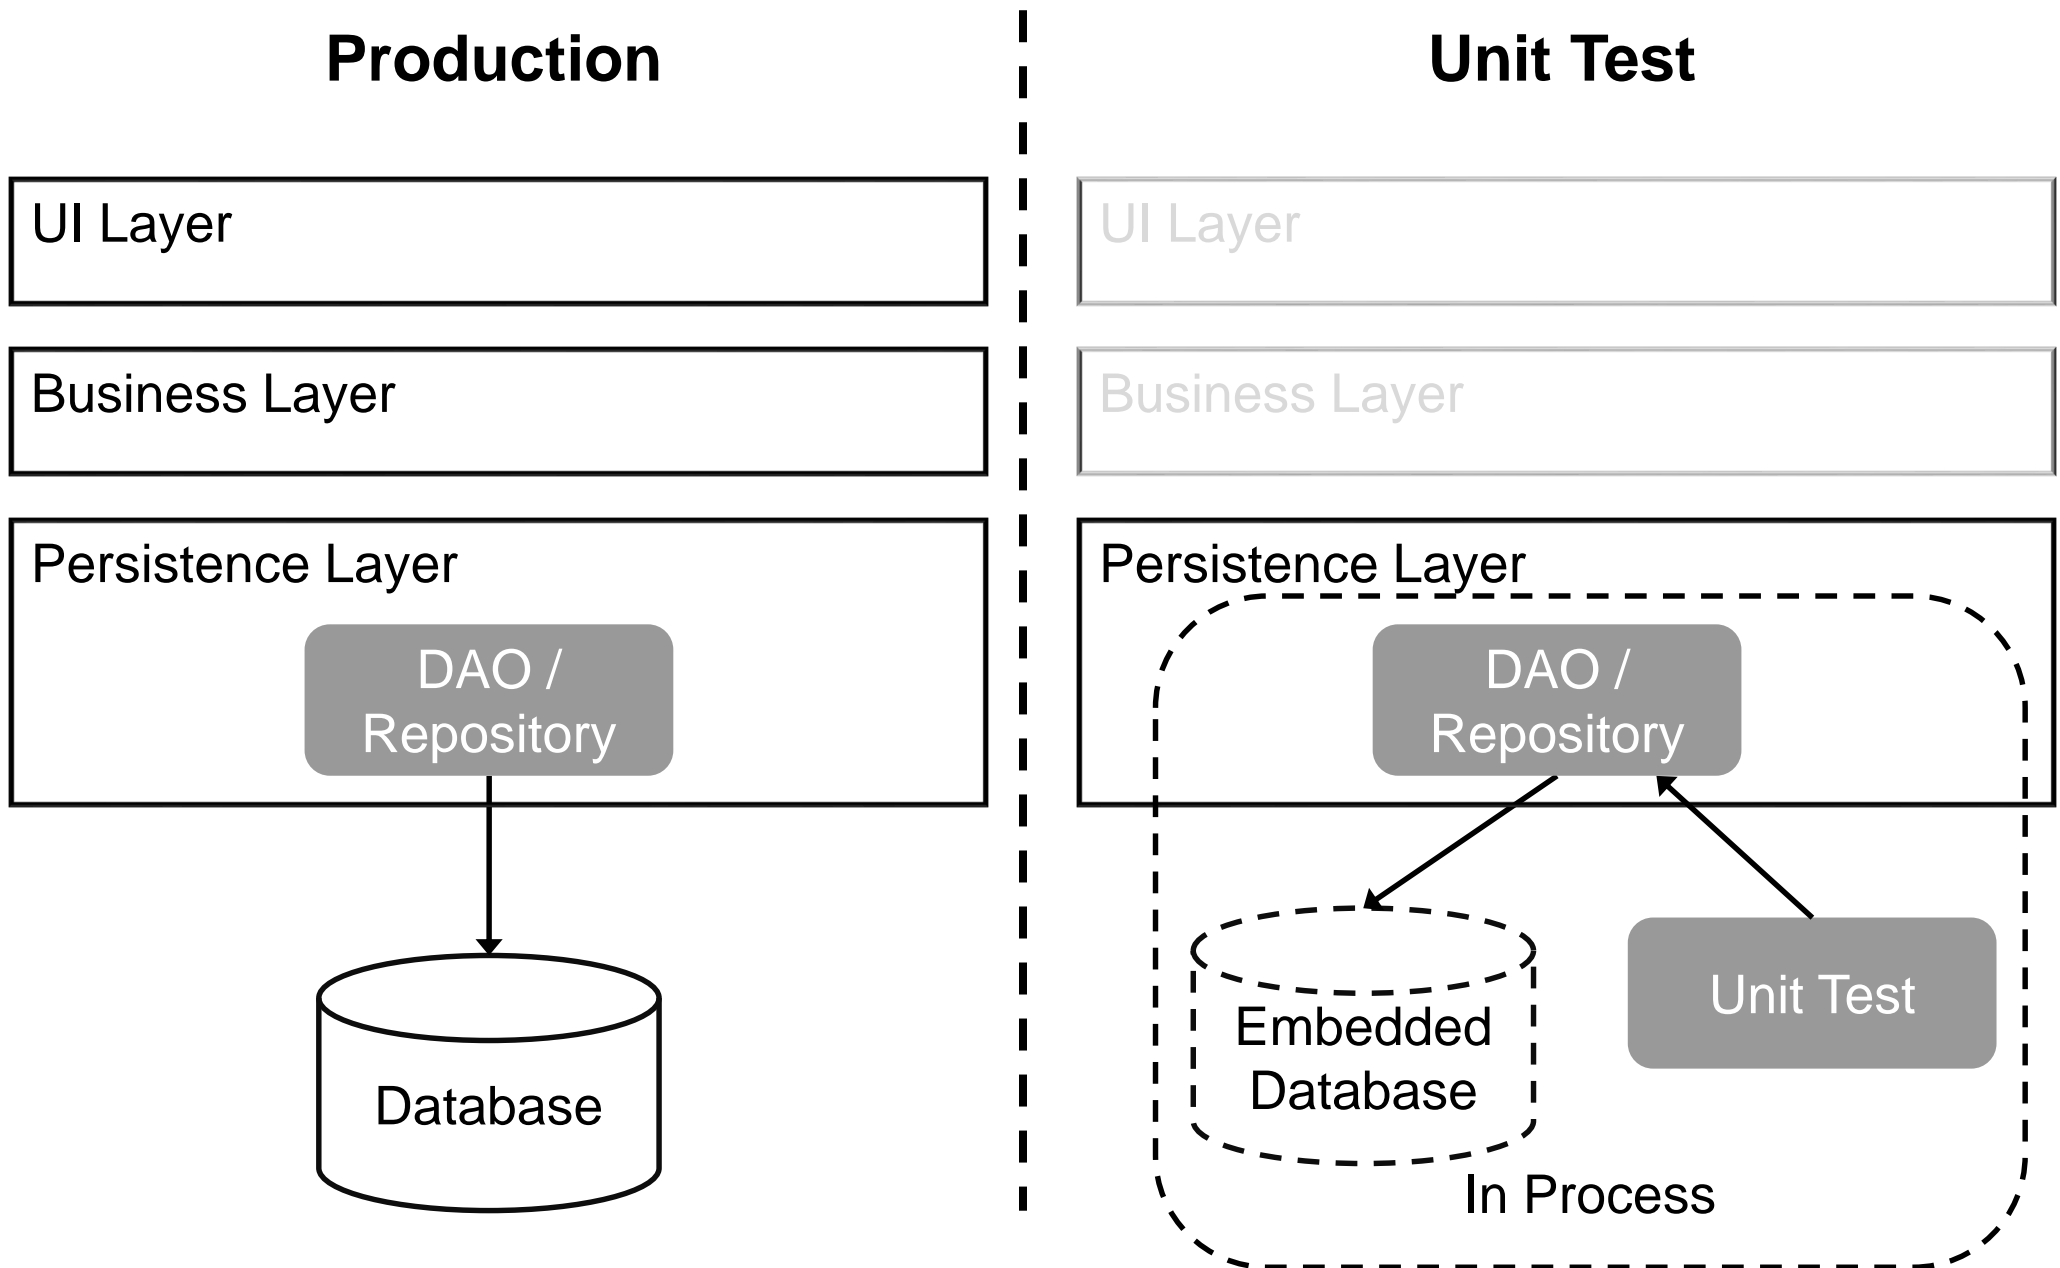 Production
UI Layer
Business Layer
Persistence Layer
DAO /
Repository
Database
Unit Test
UI Layer
Business Layer
Persistence Layer
DAO /
Repository
Embedded
Database
Unit Test
In Process